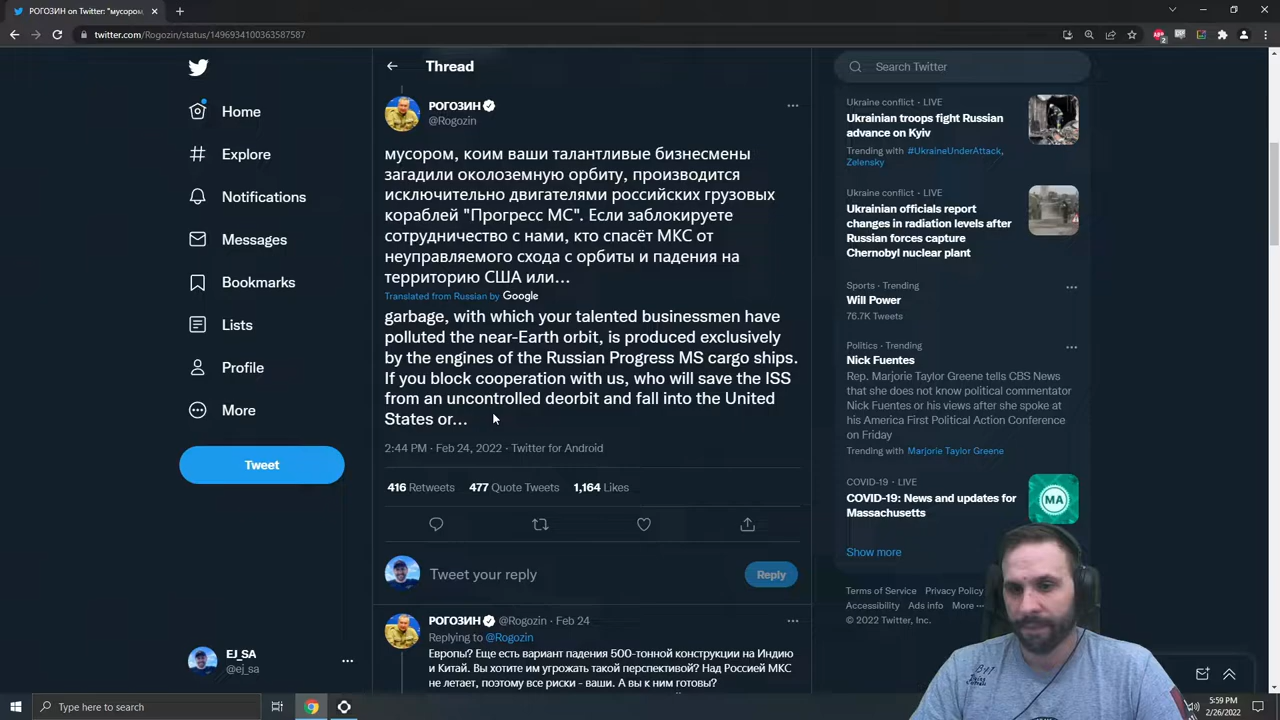 РОГОЗИН on Twitter: "мусором,
twitter.com/Rogozin/status/1496934100363587587
Home
Explore
Notifications
Messages
Bookmarks
Lists
Profile
More
Tweet
EJ_SA
@ej_sa
Thread
РОГОЗИН
@Rogozin
мусором, коим ваши талантливые бизнесмены
загадили околоземную орбиту, производится
исключительно двигателями российских грузовых
кораблей "Прогресс МС". Если заблокируете
сотрудничество с нами, кто спасёт МКС от
неуправляемого схода с орбиты и падения на
территорию США или...
Translated from Russian by Google
garbage, with which your talented businessmen have
polluted the near-Earth orbit, is produced exclusively
by the engines of the Russian Progress MS cargo ships.
If you block cooperation with us, who will save the ISS
from an uncontrolled deorbit and fall into the United
States or...
2:44 PM · Feb 24, 2022 · Twitter for Android
416 Retweets 477 Quote Tweets 1,164 Likes
Tweet your reply
Reply
РОГОЗИН @Rogozin · Feb 24
Replying to @Rogozin
Европы? Еще есть вариант падения 500-тонной конструкции на Индию
и Китай. Вы хотите им угрожать такой перспективой? Над Россией МКС
не летает, поэтому все риски - ваши. А вы к ним готовы?
Search Twitter
Ukraine conflict · LIVE
Ukrainian troops fight Russian
advance on Kyiv
Trending with #UkraineUnderAttack,
Zelensky
Ukraine conflict · LIVE
Ukrainian officials report
changes in radiation levels after
Russian forces capture
Chernobyl nuclear plant
Sports · Trending
Will Power
76.7K Tweets
Politics · Trending
Nick Fuentes
Rep. Marjorie Taylor Greene tells CBS News
that she does not know political commentator
Nick Fuentes or his views after she spoke at
his America First Political Action Conference
on Friday
Trending with Marjorie Taylor Greene
COVID-19 · LIVE
COVID-19: News and updates for
Massachusetts
MA
Show more
Terms of Service Privacy Policy
Accessibility Ads info More
© 2022 Twitter, Inc.
Type here to search
5:59 PM
2/26/2022